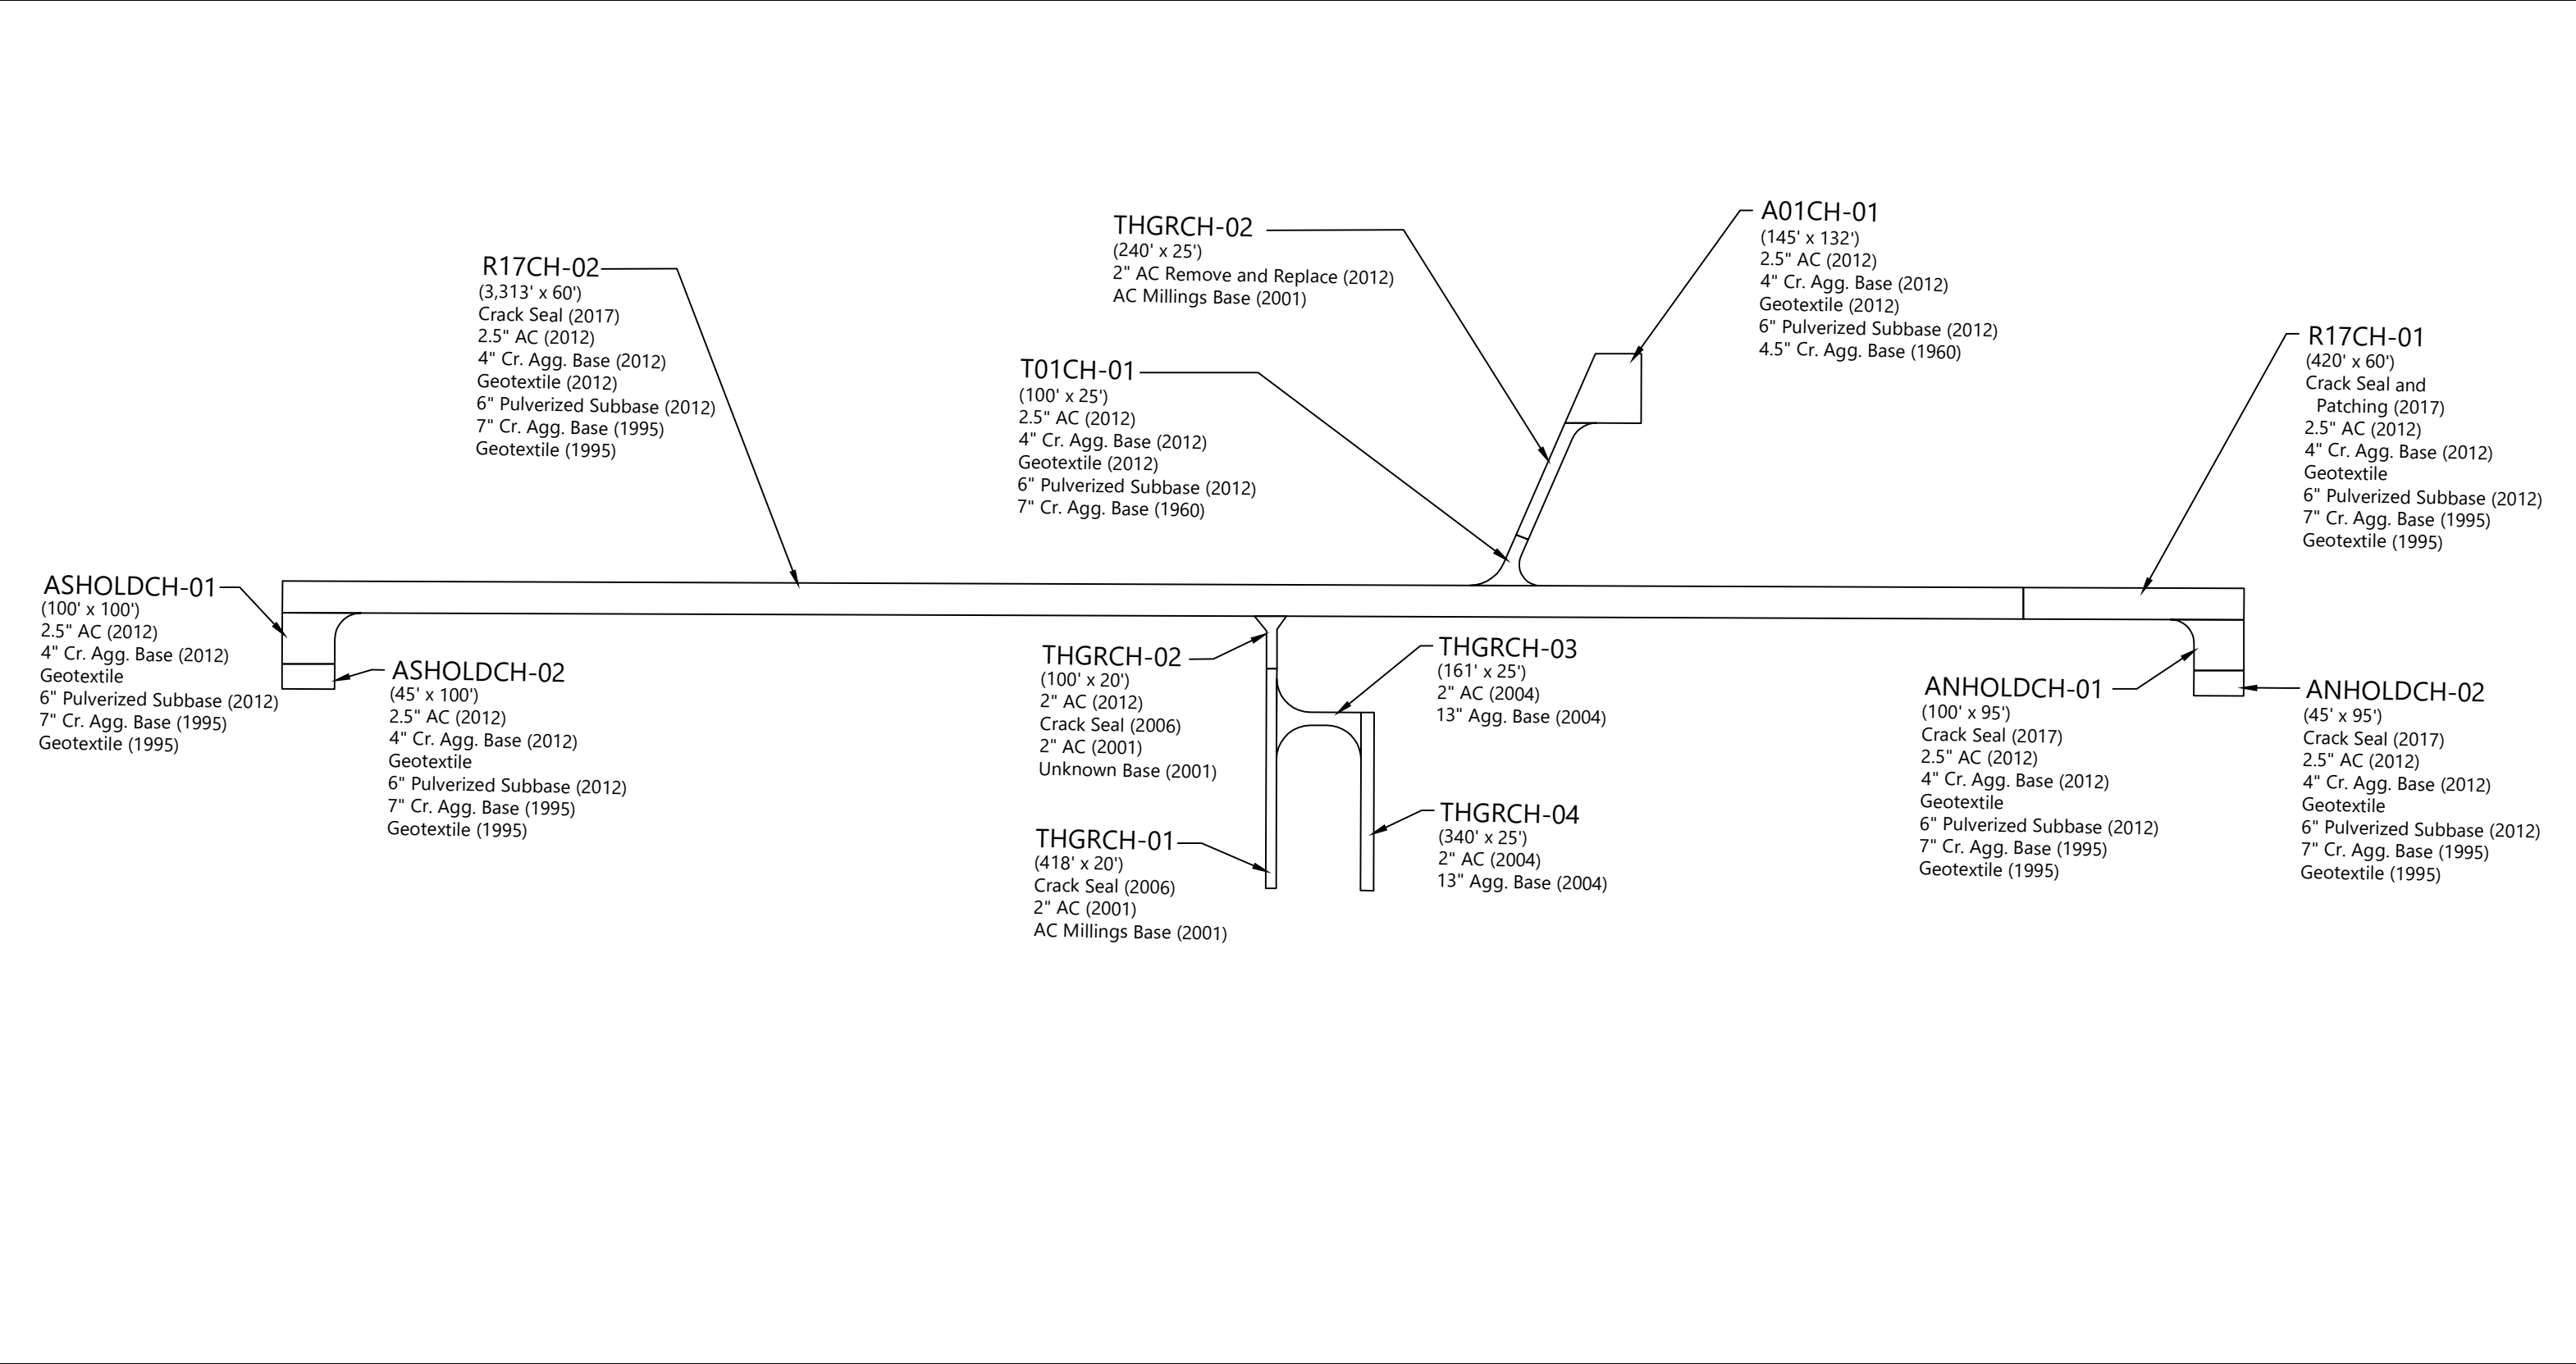 THGRCH-02
(240' x 25')
2" AC Remove and Replace (2012)
AC Millings Base (2001)
A01CH-01
(145' x 132')
2.5" AC (2012)
4" Cr. Agg. Base (2012)
Geotextile (2012)
6" Pulverized Subbase (2012)
4.5" Cr. Agg. Base (1960)
R17CH-02
(3,313' x 60')
Crack Seal (2017)
2.5" AC (2012)
4" Cr. Agg. Base (2012)
Geotextile (2012)
6" Pulverized Subbase (2012)
7" Cr. Agg. Base (1995)
Geotextile (1995)
T01CH-01
(100' x 25')
2.5" AC (2012)
4" Cr. Agg. Base (2012)
Geotextile (2012)
6" Pulverized Subbase (2012)
7" Cr. Agg. Base (1960)
R17CH-01
(420' x 60')
Crack Seal and
Patching (2017)
2.5" AC (2012)
4" Cr. Agg. Base (2012)
Geotextile
6" Pulverized Subbase (2012)
7" Cr. Agg. Base (1995)
Geotextile (1995)
ASHOLDCH-01
(100' x 100')
2.5" AC (2012)
4" Cr. Agg. Base (2012)
Geotextile
6" Pulverized Subbase (2012)
7" Cr. Agg. Base (1995)
Geotextile (1995)
ASHOLDCH-02
(45' x 100')
2.5" AC (2012)
4" Cr. Agg. Base (2012)
Geotextile
6" Pulverized Subbase (2012)
7" Cr. Agg. Base (1995)
Geotextile (1995)
THGRCH-02
(100' x 20')
2" AC (2012)
Crack Seal (2006)
2" AC (2001)
Unknown Base (2001)
THGRCH-03
(161' x 25')
2" AC (2004)
13" Agg. Base (2004)
THGRCH-01
(418' x 20')
Crack Seal (2006)
2" AC (2001)
AC Millings Base (2001)
THGRCH-04
(340' x 25')
2" AC (2004)
13" Agg. Base (2004)
ANHOLDCH-01
(100' x 95')
Crack Seal (2017)
2.5" AC (2012)
4" Cr. Agg. Base (2012)
Geotextile
6" Pulverized Subbase (2012)
7" Cr. Agg. Base (1995)
Geotextile (1995)
ANHOLDCH-02
(45' x 95')
Crack Seal (2017)
2.5" AC (2012)
4" Cr. Agg. Base (2012)
Geotextile
6" Pulverized Subbase (2012)
7" Cr. Agg. Base (1995)
Geotextile (1995)